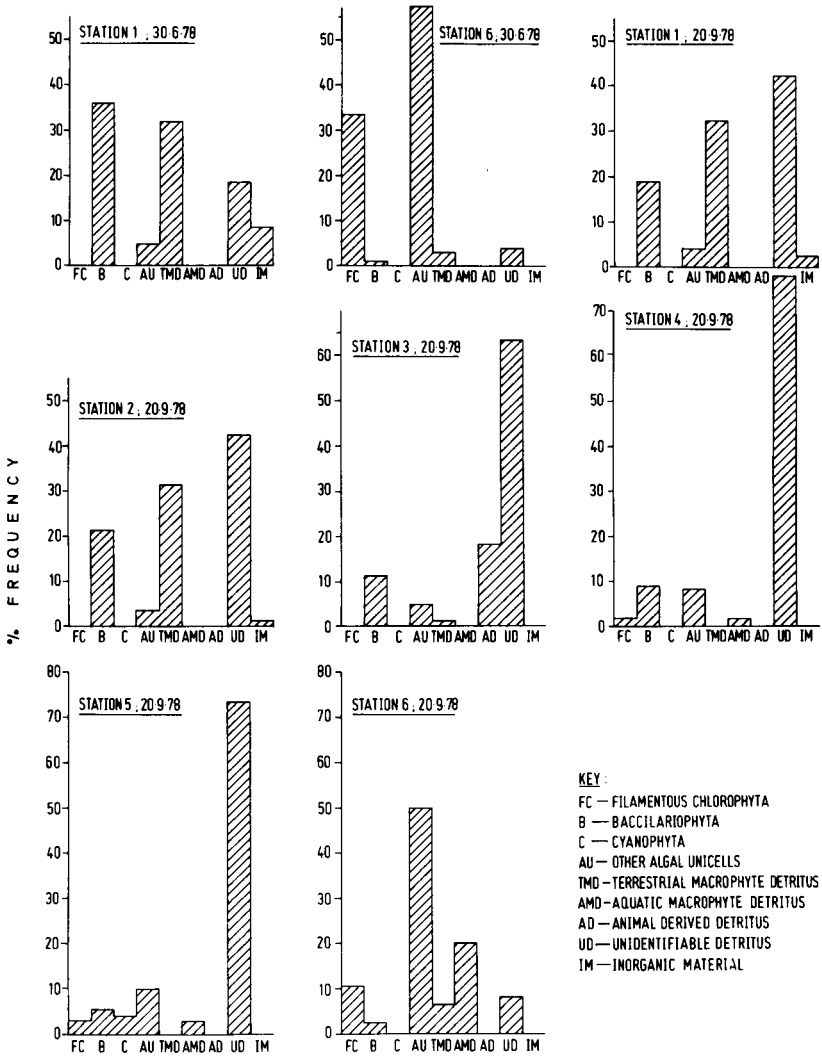 STATION 1 ; 30·6·78
50
40
30
20
10
0
FC B C AU TMD AMD AD UD IM
STATION 6 ; 30·6·78
50
40
30
20
10
0
FC B C AU TMD AMD AD UD IM
STATION 1 ; 20·9·78
50
40
30
20
10
0
FC B C AU TMD AMD AD UD IM
% FREQUENCY
STATION 2 ; 20·9·78
50
40
30
20
10
0
FC B C AU TMD AMD AD UD IM
STATION 3 ; 20·9·78
60
50
40
30
20
10
0
FC B C AU TMD AMD AD UD IM
STATION 4 ; 20·9·78
70
60
50
40
30
20
10
0
FC B C AU TMD AMD AD UD IM
STATION 5 ; 20·9·78
80
70
60
50
40
30
20
10
0
FC B C AU TMD AMD AD UD IM
STATION 6 ; 20·9·78
80
70
60
50
40
30
20
10
0
FC B C AU TMD AMD AD UD IM
KEY :
FC — FILAMENTOUS CHLOROPHYTA
B — BACCILARIOPHYTA
C — CYANOPHYTA
AU — OTHER ALGAL UNICELLS
TMD – TERRESTRIAL MACROPHYTE DETRITUS
AMD – AQUATIC MACROPHYTE DETRITUS
AD — ANIMAL DERIVED DETRITUS
UD — UNIDENTIFIABLE DETRITUS
IM — INORGANIC MATERIAL